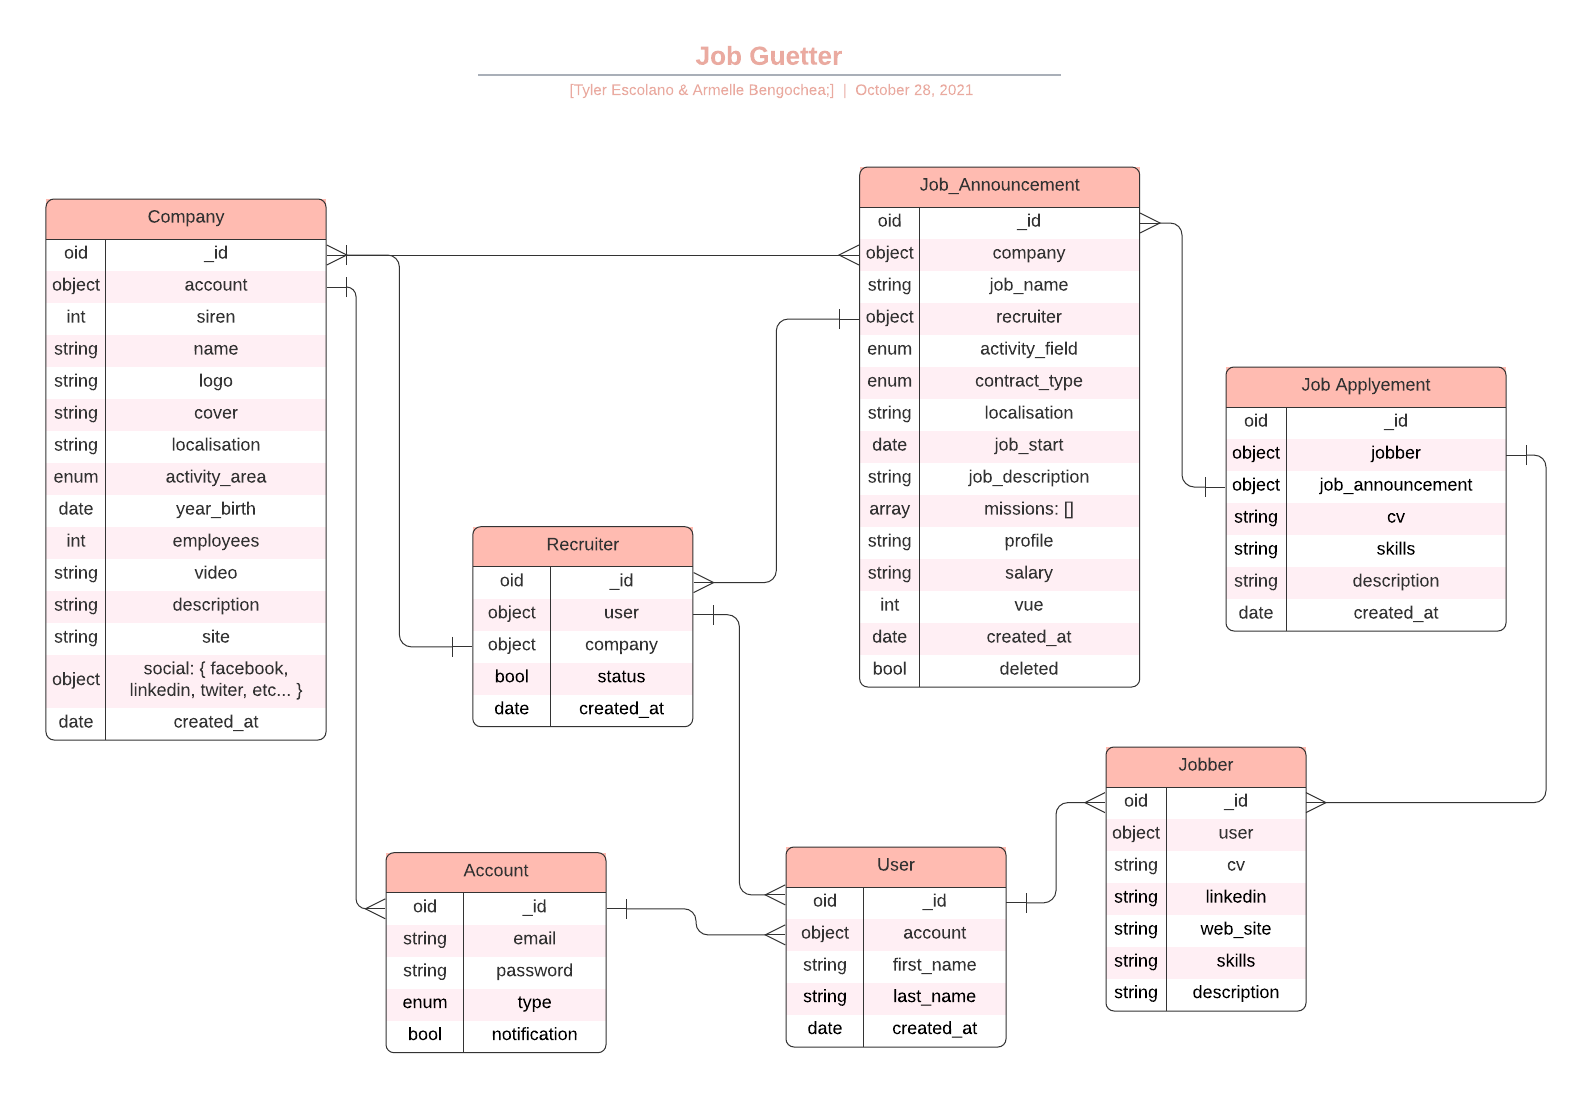 Job Guetter
[Tyler Escolano & Armelle Bengochea;] | October 28, 2021
Company
oid _id
object account
int siren
string name
string logo
string cover
string localisation
enum activity_area
date year_birth
int employees
string video
string description
string site
object social: { facebook,
linkedin, twiter, etc... }
date created_at
Recruiter
oid _id
object user
object company
bool status
date created_at
Job_Announcement
oid _id
object company
string job_name
object recruiter
enum activity_field
enum contract_type
string localisation
date job_start
string job_description
array missions: []
string profile
string salary
int vue
date created_at
bool deleted
Job Applyement
oid _id
object jobber
object job_announcement
string cv
string skills
string description
date created_at
Account
oid _id
string email
string password
enum type
bool notification
User
oid _id
object account
string first_name
string last_name
date created_at
Jobber
oid _id
object user
string cv
string linkedin
string web_site
string skills
string description